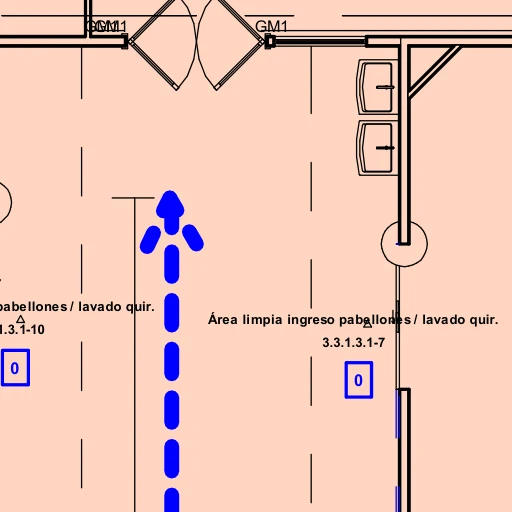 GM1
GM1
pabellones / lavado quir.
1.3.1-10
0
Área limpia ingreso pabellones / lavado quir.
3.3.1.3.1-7
0